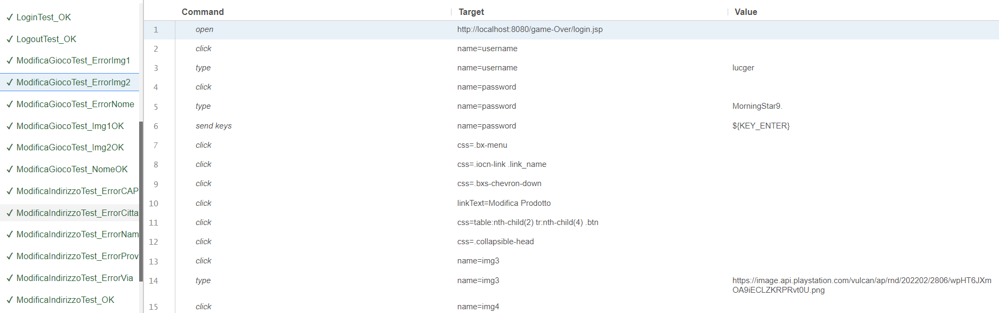 ✓ LoginTest_OK
✓ LogoutTest_OK
✓ ModificaGiocoTest_ErrorImg1
✓ ModificaGiocoTest_ErrorImg2
✓ ModificaGiocoTest_ErrorNome
✓ ModificaGiocoTest_Img1OK
✓ ModificaGiocoTest_Img2OK
✓ ModificaGiocoTest_NomeOK
✓ ModificaIndirizzoTest_ErrorCAP
✓ ModificaIndirizzoTest_ErrorCitta
✓ ModificaIndirizzoTest_ErrorNam
✓ ModificaIndirizzoTest_ErrorProv
✓ ModificaIndirizzoTest_ErrorVia
✓ ModificaIndirizzoTest_OK
Command Target Value
1 open http://localhost:8080/game-Over/login.jsp
2 click name=username
3 type name=username lucger
4 click name=password
5 type name=password MorningStar9.
6 send keys name=password ${KEY_ENTER}
7 click css=.bx-menu
8 click css=.iocn-link .link_name
9 click css=.bxs-chevron-down
10 click linkText=Modifica Prodotto
11 click css=table:nth-child(2) tr:nth-child(4) .btn
12 click css=.collapsible-head
13 click name=img3
14 type name=img3 https://image.api.playstation.com/vulcan/ap/rnd/202202/2806/wpHT6JXm
OA9iECLZKRPRvt0U.png
15 click name=img4